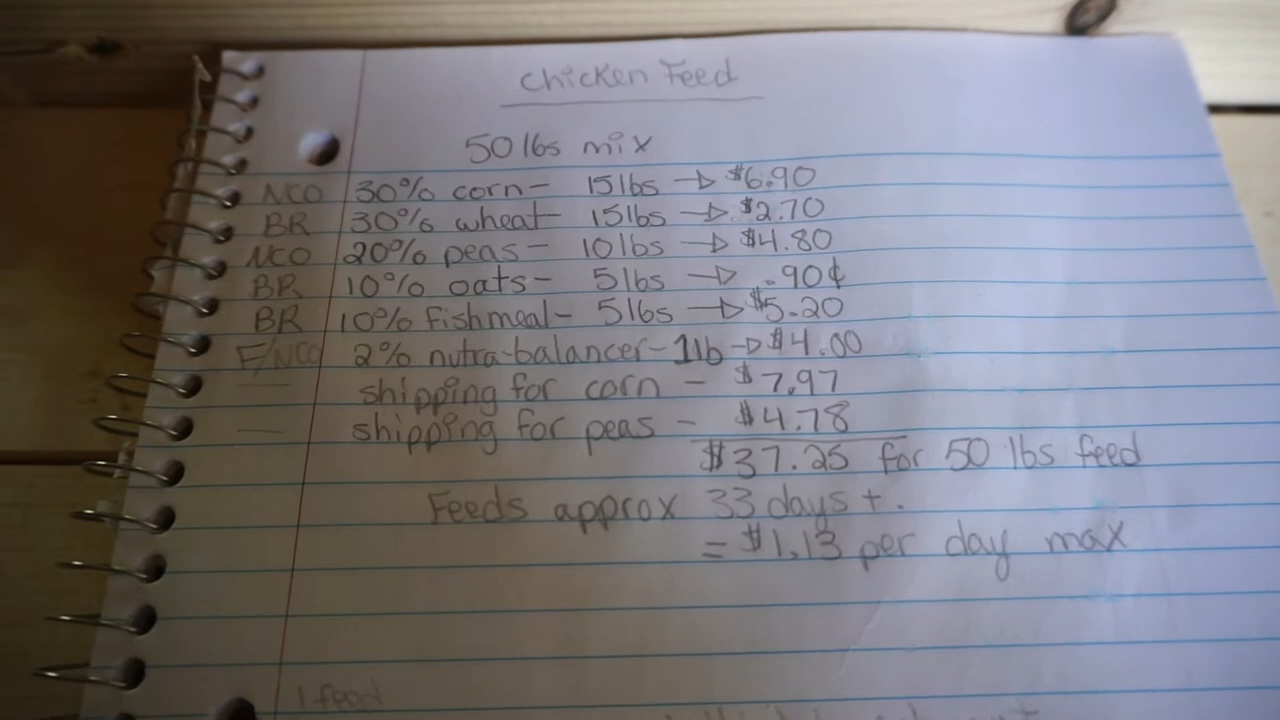 Chicken Feed
50 lbs mix
NCO 30% corn - 15lbs → $6.90
BR 30% wheat - 15lbs → $2.70
NCO 20% peas - 10lbs → $4.80
BR 10% oats - 5lbs → .90¢
BR 10% fishmeal - 5lbs → $5.20
F/NCO 2% nutra-balancer - 1lb → $4.00
— shipping for corn - $7.97
— shipping for peas - $4.78
$37.25 for 50 lbs feed
Feeds approx 33 days +.
= $1.13 per day max
1 feed